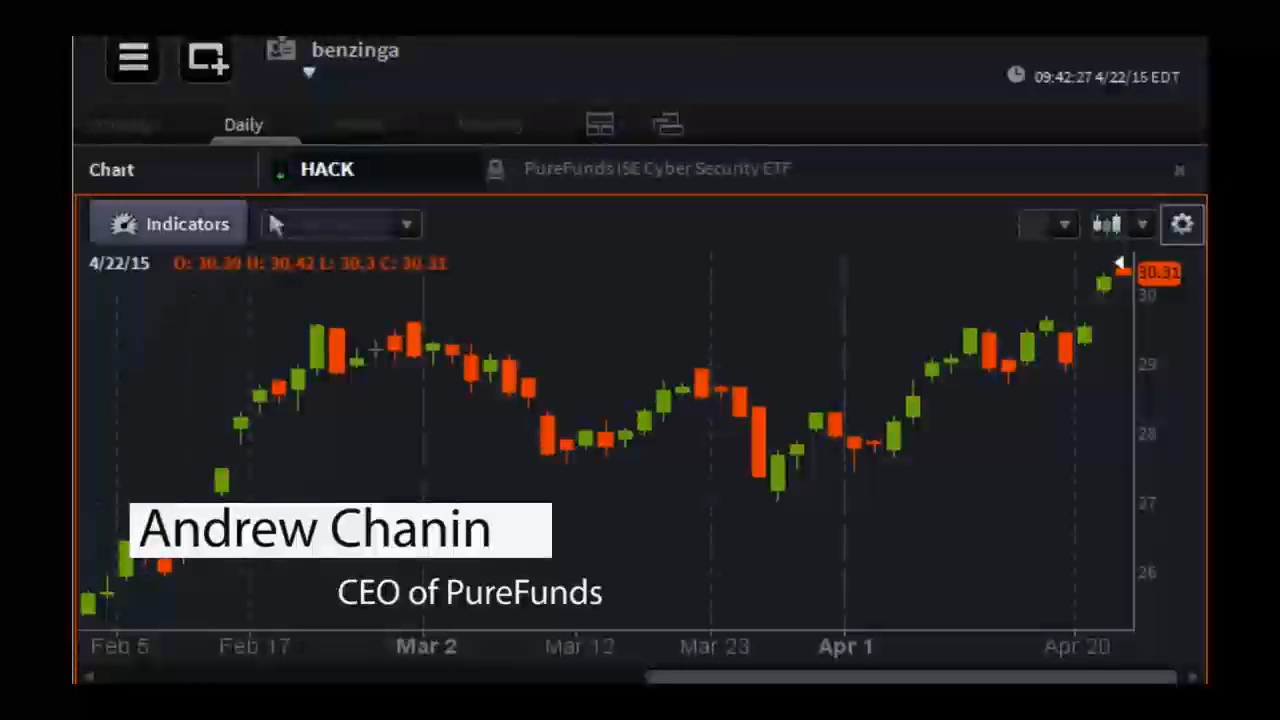 benzinga
09:42:27 4/22/15 EDT
Daily
Chart
HACK
PureFunds ISE Cyber Security ETF
Indicators
4/22/15 O: 30.39 H: 30.42 L: 30.3 C: 30.31
30.31
30
29
28
27
26
Andrew Chanin
CEO of PureFunds
Feb 5 Feb 17 Mar 2 Mar 12 Mar 23 Apr 1 Apr 20